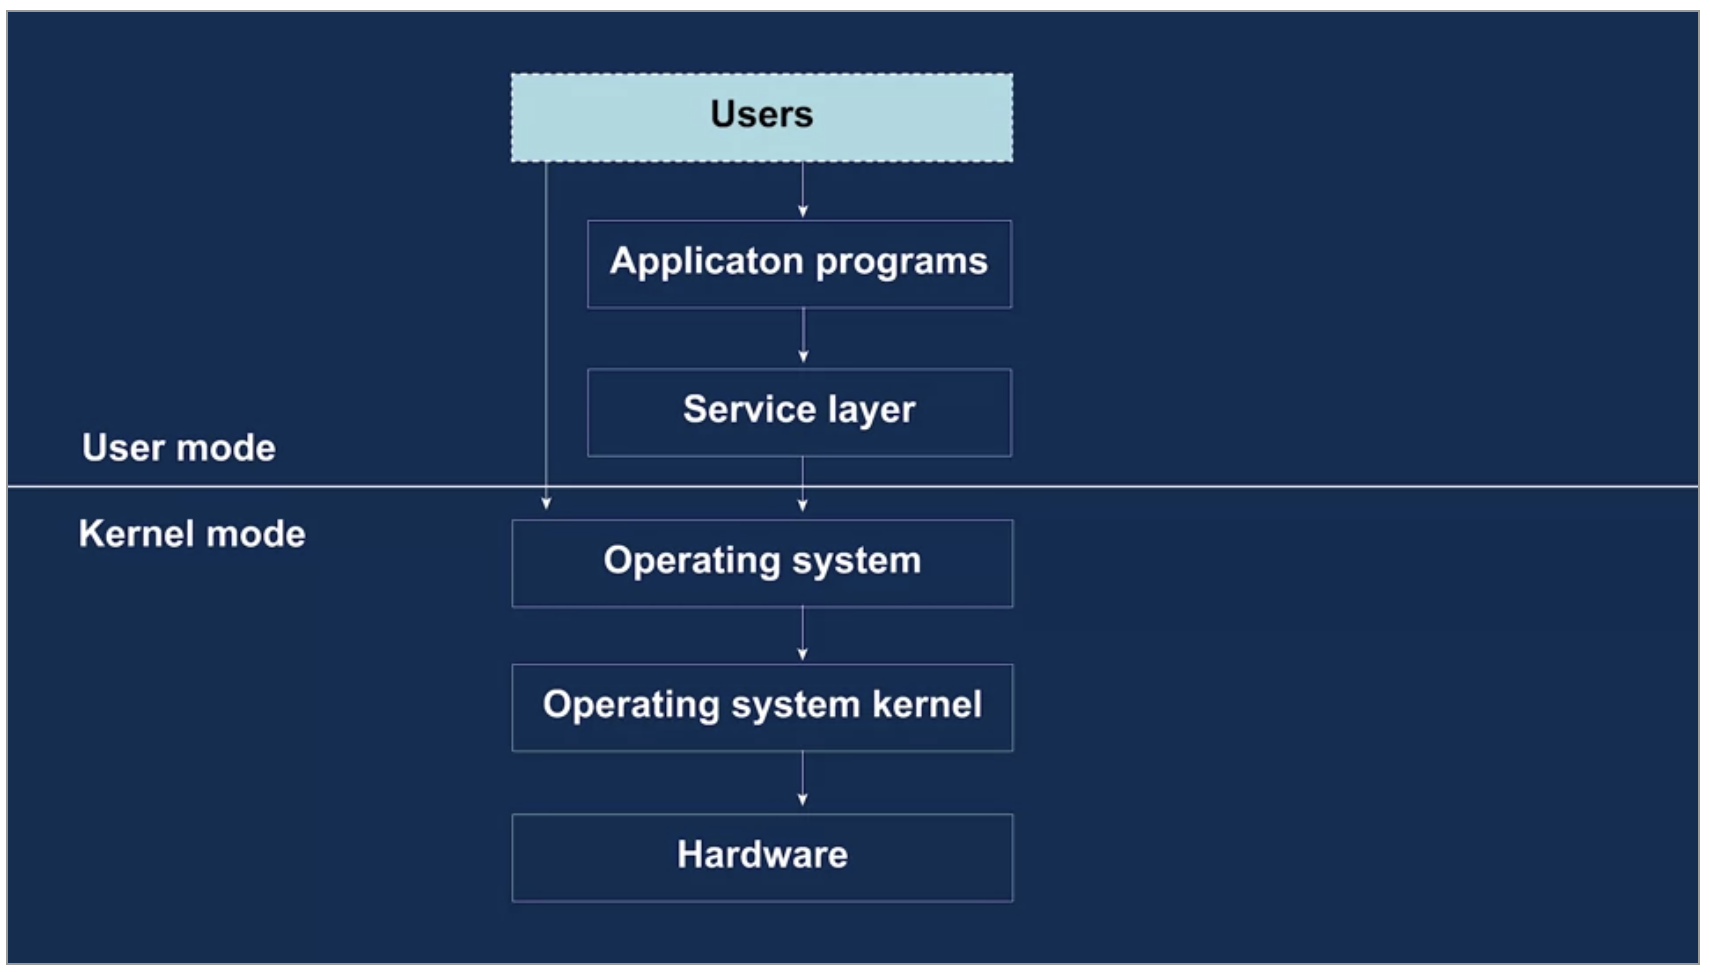 Users
Applicaton programs
Service layer
User mode
Kernel mode
Operating system
Operating system kernel
Hardware